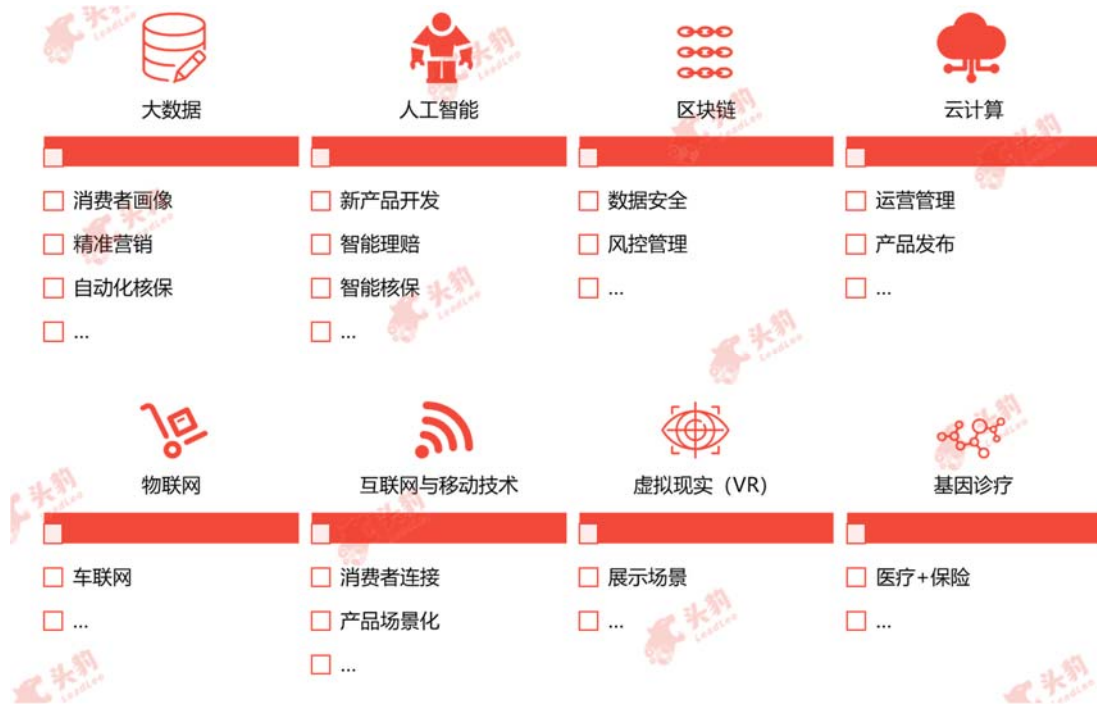 大数据
人工智能
区块链
云计算
消费者画像
新产品开发
数据安全
运营管理
精准营销
智能理赔
风控管理
产品发布
自动化核保
智能核保
...
...
...
...
物联网
互联网与移动技术
虚拟现实（VR）
基因诊疗
车联网
消费者连接
展示场景
医疗+保险
...
产品场景化
...
...
...
头豹
LeadLeo